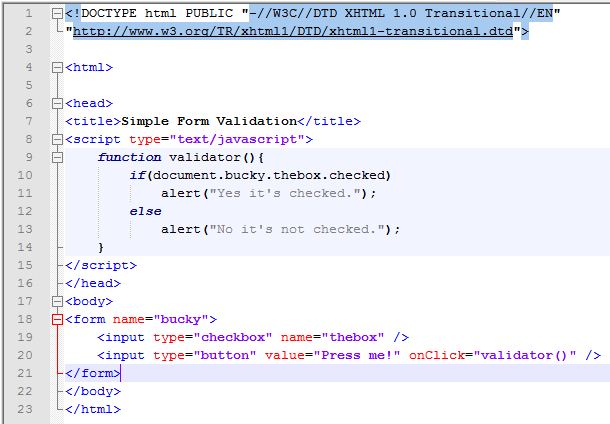 1 <!DOCTYPE html PUBLIC "-//W3C//DTD XHTML 1.0 Transitional//EN"
2 "http://www.w3.org/TR/xhtml1/DTD/xhtml1-transitional.dtd">
3
4 <html>
5
6 <head>
7 <title>Simple Form Validation</title>
8 <script type="text/javascript">
9 function validator(){
10 if(document.bucky.thebox.checked)
11 alert("Yes it's checked.");
12 else
13 alert("No it's not checked.");
14 }
15 </script>
16 </head>
17 <body>
18 <form name="bucky">
19 <input type="checkbox" name="thebox" />
20 <input type="button" value="Press me!" onClick="validator()" />
21 </form>
22 </body>
23 </html>